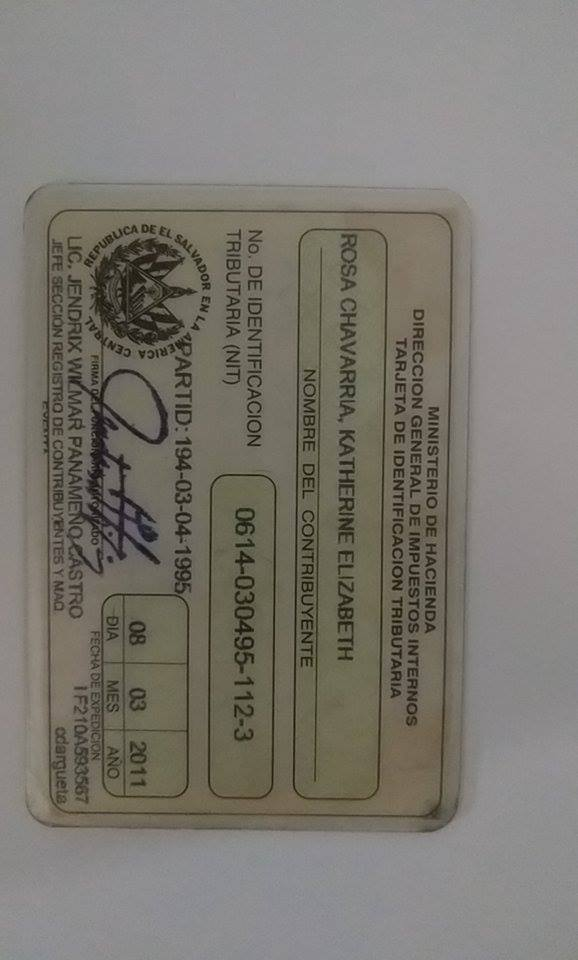 MINISTERIO DE HACIENDA
DIRECCION GENERAL DE IMPUESTOS INTERNOS
TARJETA DE IDENTIFICACION TRIBUTARIA
ROSA CHAVARRIA, KATHERINE ELIZABETH
NOMBRE DEL CONTRIBUYENTE
No. DE IDENTIFICACION
TRIBUTARIA (NIT)
0614-030495-112-3
REPUBLICA DE EL SALVADOR EN LA AMERICA CENTRAL
PARTID: 194-03-04-1995
08 03 2011
DIA MES AÑO
FECHA DE EXPEDICION
FIRMA DEL
LIC. JENDRIX WILMAR PANAMEÑO CASTRO
1F210A593567
JEFE SECCION REGISTRO DE CONTRIBUYENTES Y MAQ
cdargueta